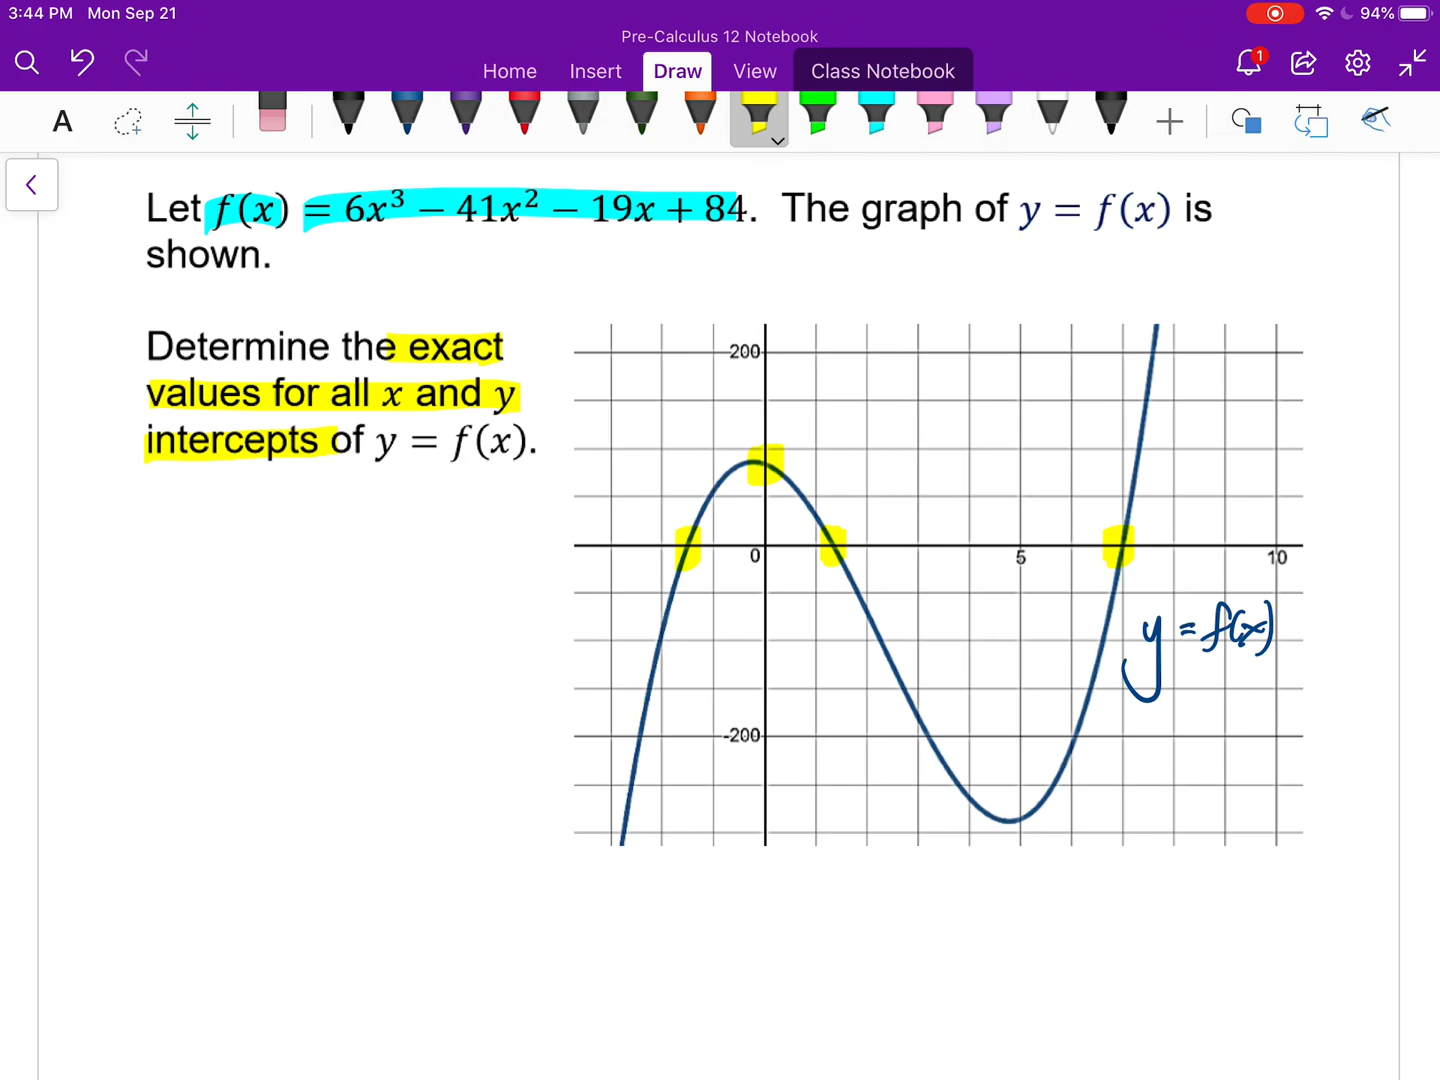 3:44 PM Mon Sep 21
94%
Pre-Calculus 12 Notebook
Home Insert Draw View Class Notebook
1
A
Let f(x) = 6x³ − 41x² − 19x + 84. The graph of y = f(x) is
shown.
Determine the exact
values for all x and y
intercepts of y = f(x).
200
0
5
10
y = f(x)
-200